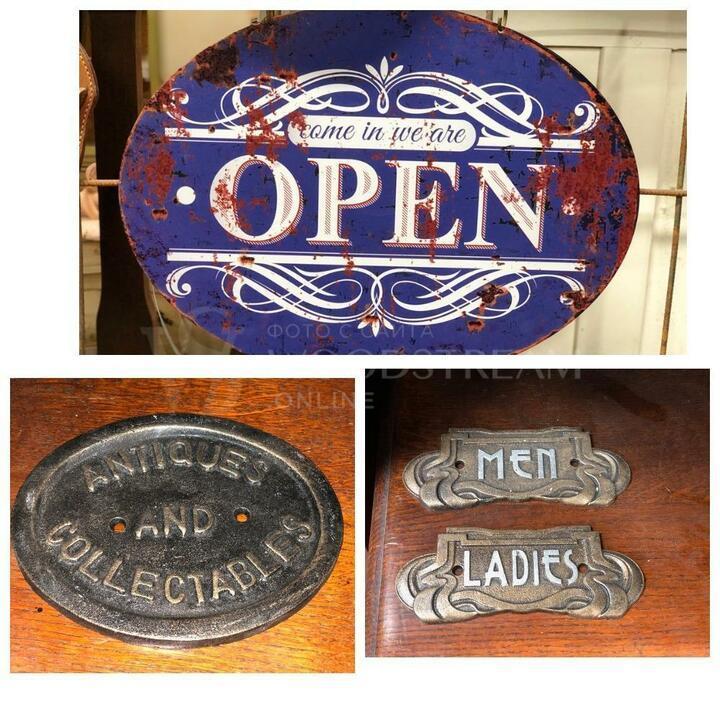 come in we are
OPEN
ФОТО С САЙТА
WOODSTREAM
ONLINE
ANTIQUES
AND
COLLECTABLES
MEN
LADIES